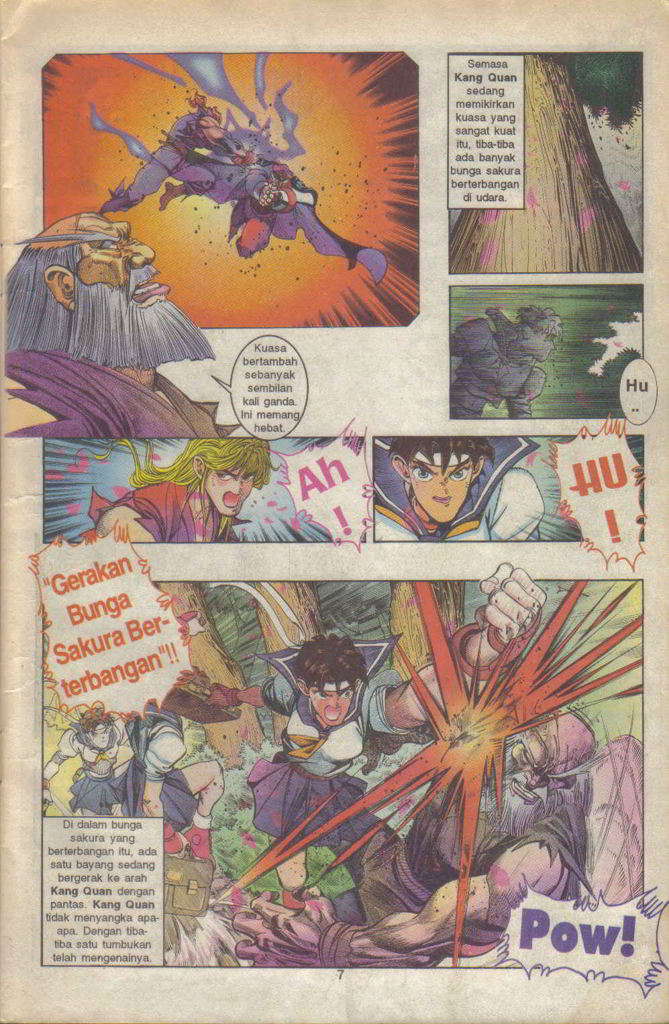 Semasa
Kang Quan
sedang
memikirkan
kuasa yang
sangat kuat
itu, tiba-tiba
ada banyak
bunga sakura
berterbangan
di udara.
Kuasa
bertambah
sebanyak
sembilan
kali ganda.
Ini memang
hebat.
Hu
..
Ah
!
HU
!
"Gerakan
Bunga
Sakura Ber-
terbangan"!!
Di dalam bunga
sakura yang
berterbangan itu, ada
satu bayang sedang
bergerak ke arah
Kang Quan dengan
pantas. Kang Quan
tidak menyangka apa-
apa. Dengan tiba-
tiba satu tumbukan
telah mengenainya.
Pow!
7